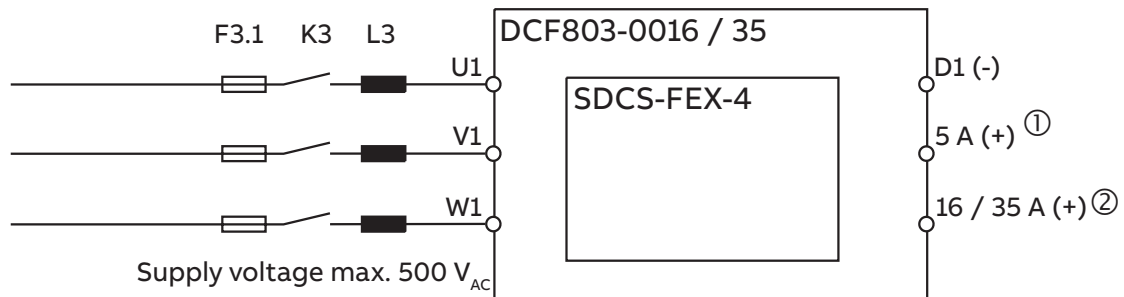 DCF803-0016 / 35
F3.1 K3 L3
U1 D1 (-)
SDCS-FEX-4
V1 5 A (+) ①
W1 16 / 35 A (+) ②
Supply voltage max. 500 V_AC